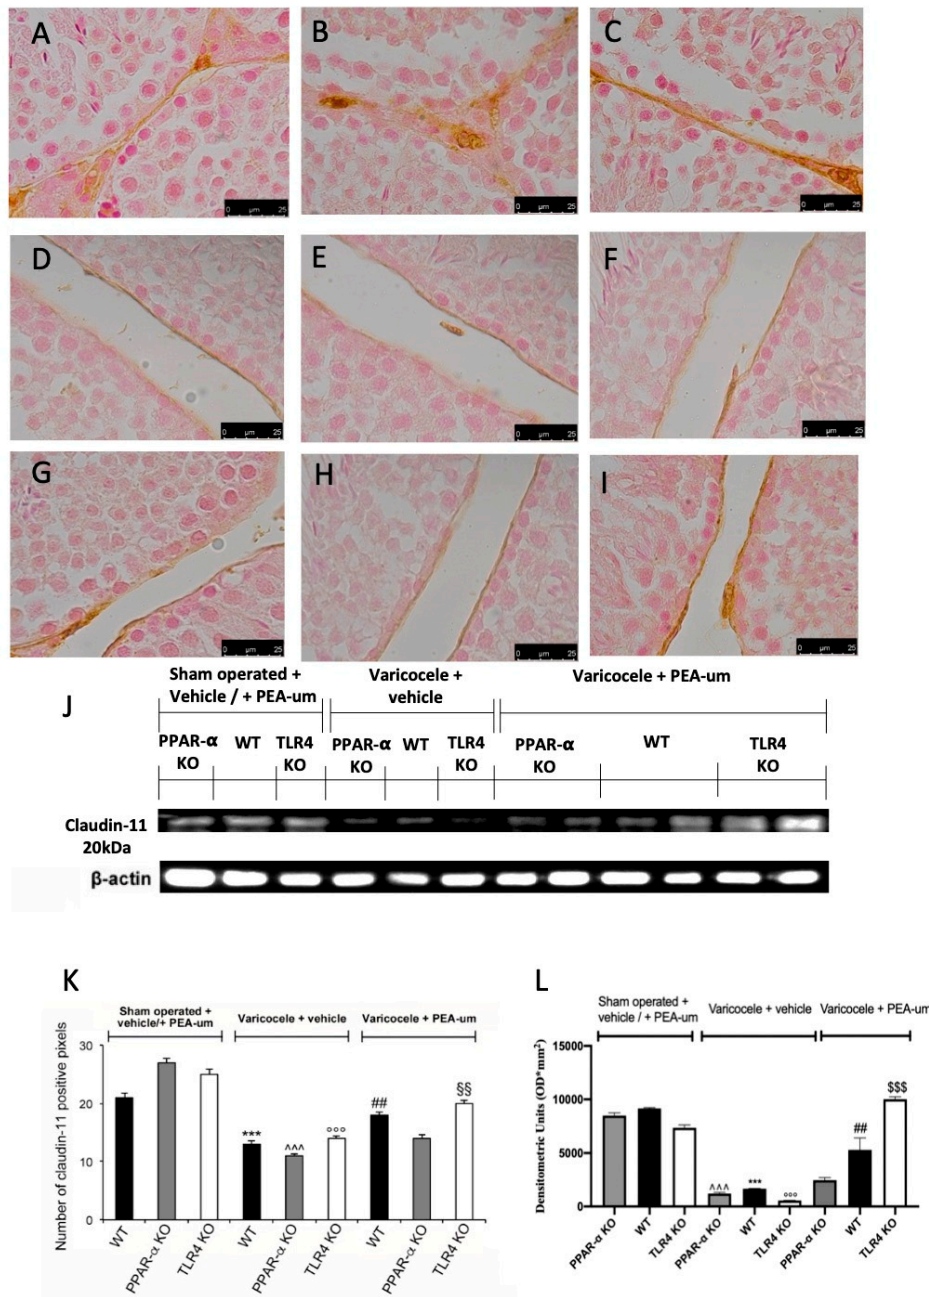 A
B
C
0 µm 25
0 µm 25
0 µm 25
D
E
F
0 µm 25
0 µm 25
0 µm 25
G
H
I
0 µm 25
0 µm 25
0 µm 25
J
Sham operated +
Vehicle / + PEA-um
Varicocele +
vehicle
Varicocele + PEA-um
PPAR-α
KO
WT
TLR4
KO
PPAR-α
KO
WT
TLR4
KO
PPAR-α
KO
WT
TLR4
KO
Claudin-11
20kDa
β-actin
K
Sham operated +
vehicle/+ PEA-um
Varicocele + vehicle
Varicocele + PEA-um
Number of claudin-11 positive pixels
30
20
10
0
***
^^^
°°°
##
§§
WT
PPAR-α KO
TLR4 KO
WT
PPAR-α KO
TLR4 KO
WT
PPAR-α KO
TLR4 KO
L
Sham operated +
vehicle / + PEA-um
Varicocele + vehicle
Varicocele + PEA-um
Densitometric Units (OD*mm²)
15000
10000
5000
0
^^^
***
°°°
##
$$$
PPAR-α KO
WT
TLR4 KO
PPAR-α KO
WT
TLR4 KO
PPAR-α KO
WT
TLR4 KO